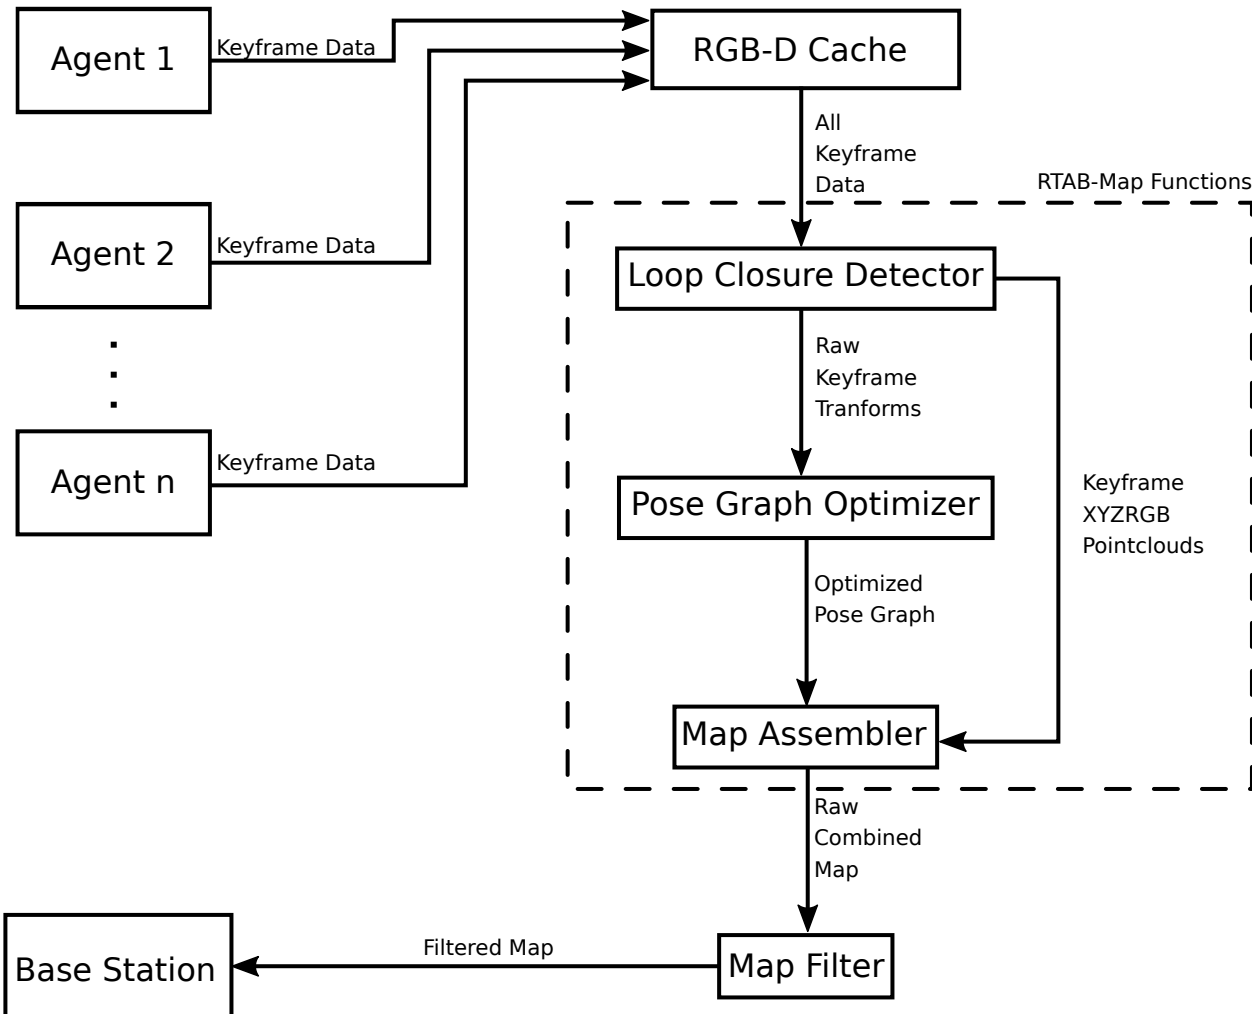 Agent 1
Keyframe Data
RGB-D Cache
All
Keyframe
Data
RTAB-Map Functions
Agent 2
Keyframe Data
Loop Closure Detector
Raw
Keyframe
Tranforms
Agent n
Keyframe Data
Pose Graph Optimizer
Keyframe
XYZRGB
Pointclouds
Optimized
Pose Graph
Map Assembler
Raw
Combined
Map
Map Filter
Filtered Map
Base Station